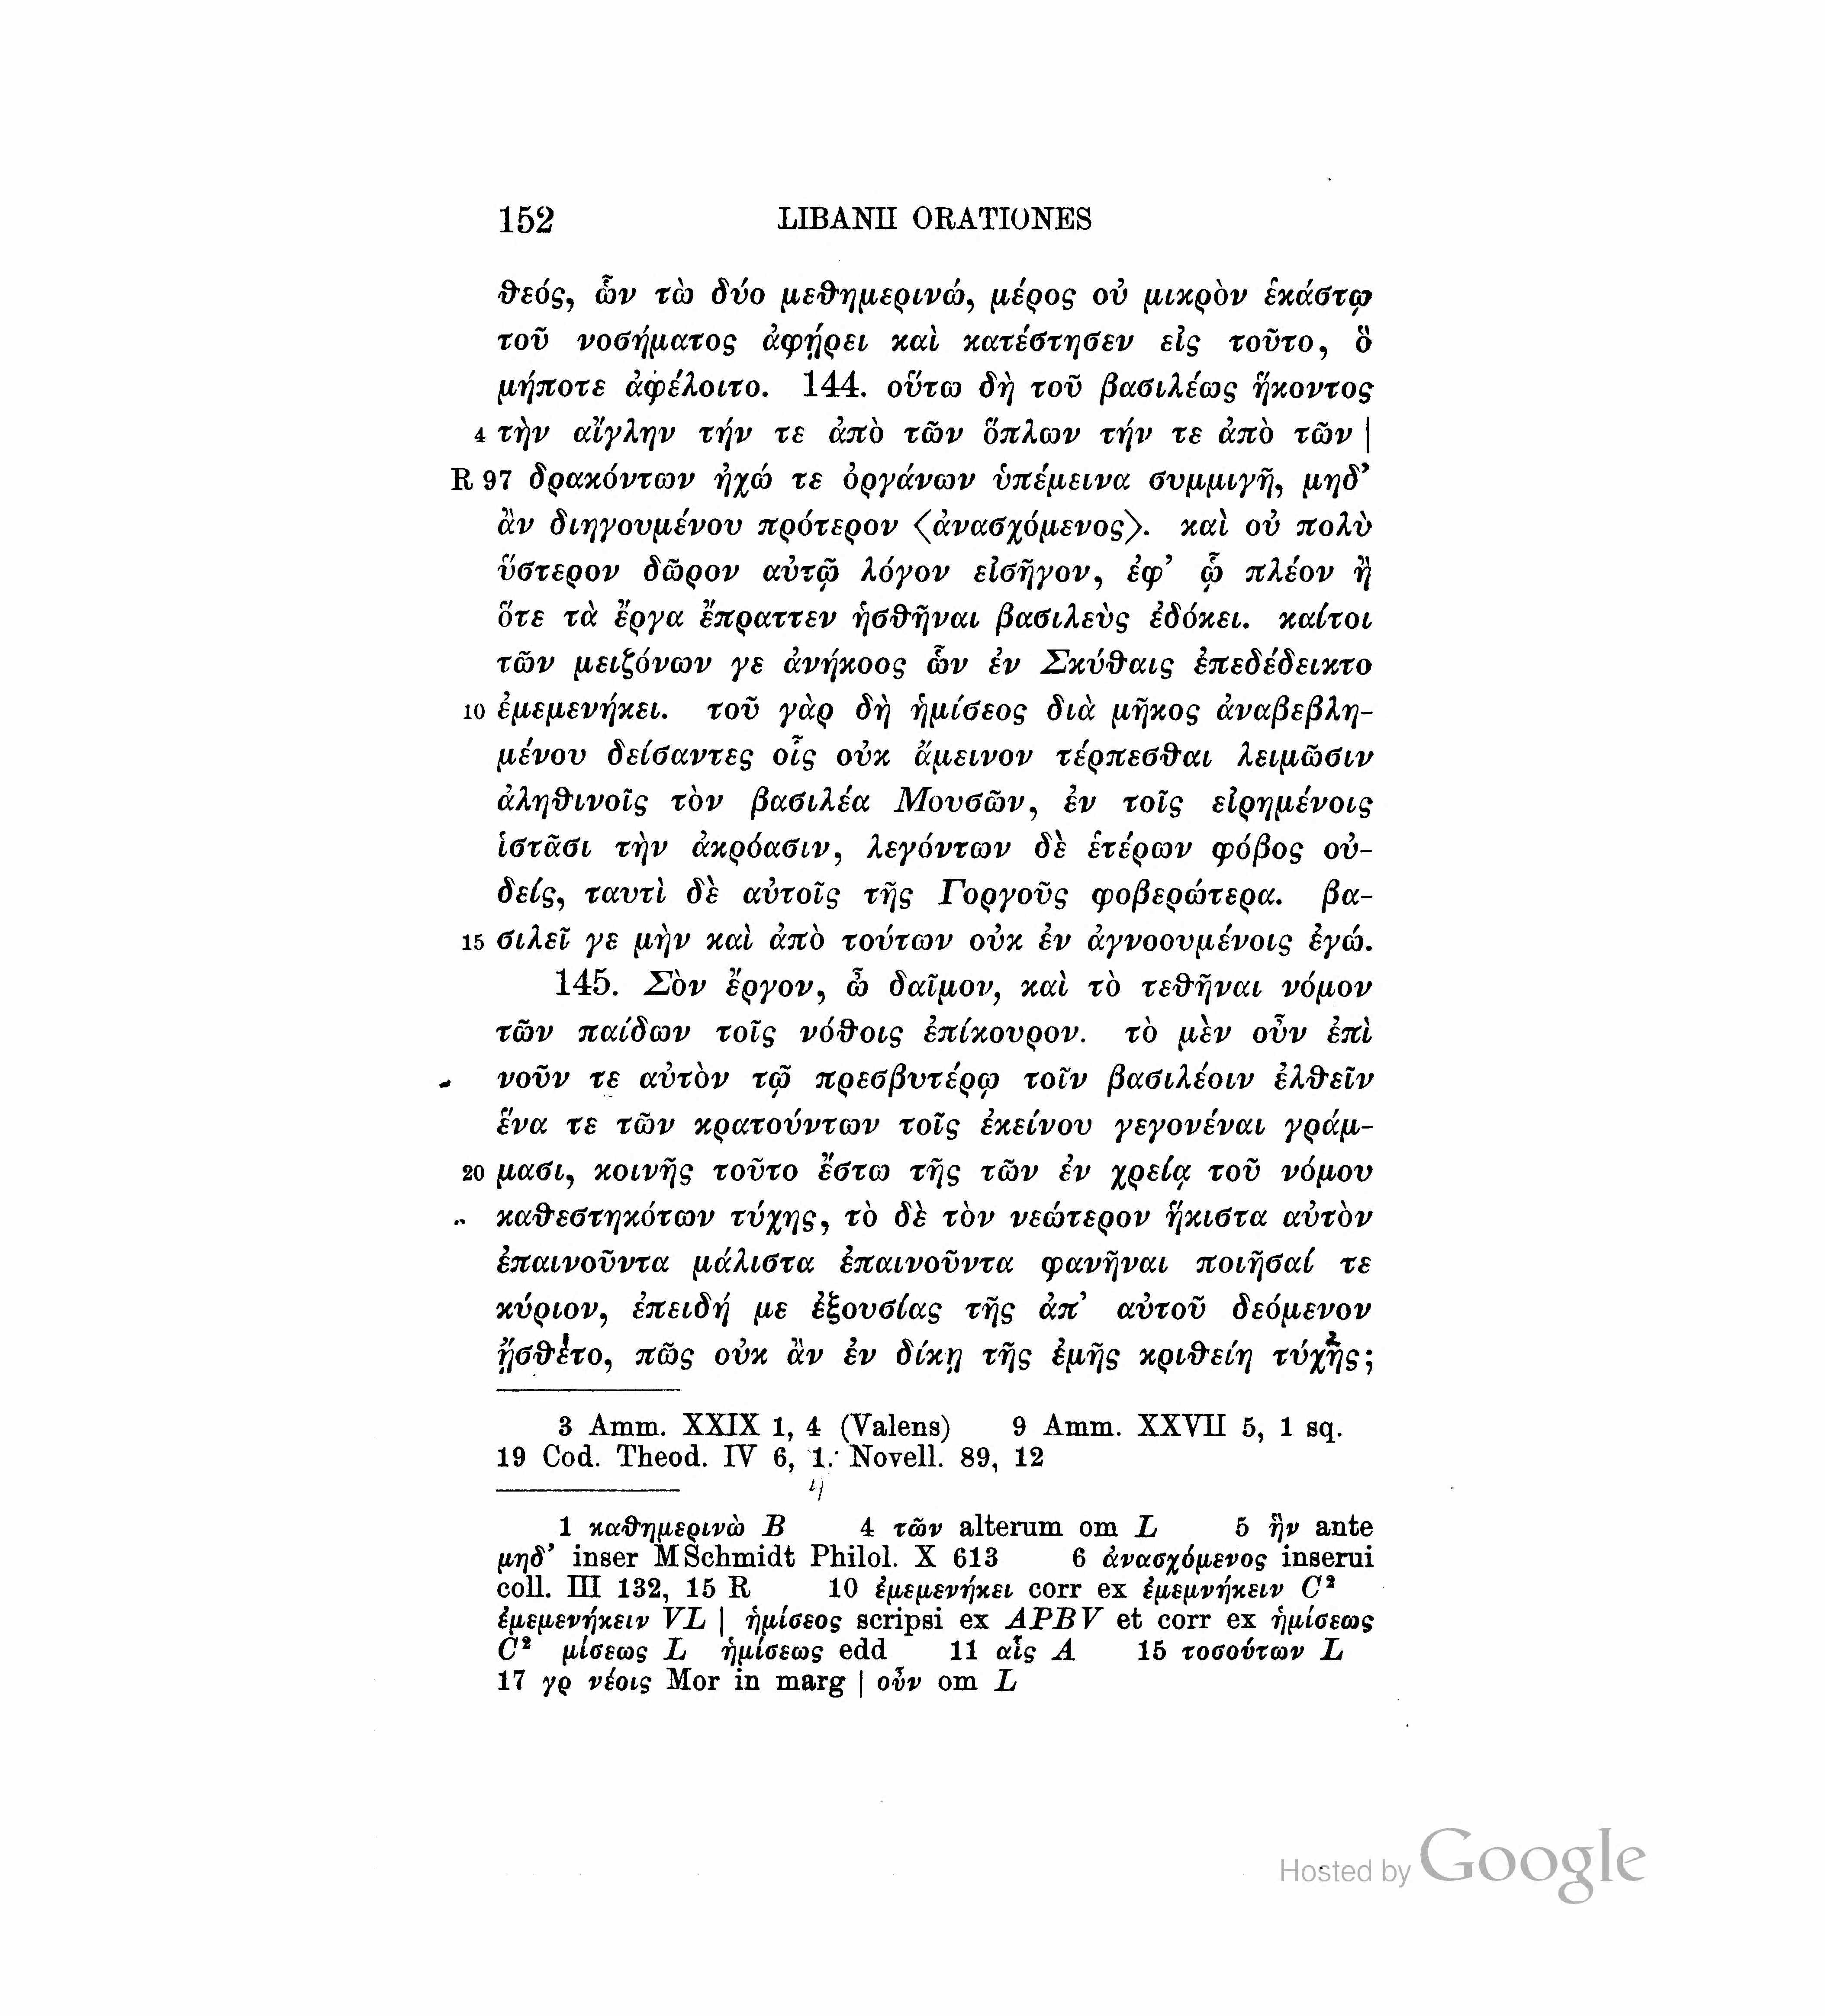 152 LIBANII ORATIONES
θεός, ὧν τὼ δύο μεθημερινώ, μέρος οὐ μικρὸν ἑκάστῳ
τοῦ νοσήματος ἀφῄρει καὶ κατέστησεν εἰς τοῦτο, ὃ
μήποτε ἀφέλοιτο. 144. οὕτω δὴ τοῦ βασιλέως ἥκοντος
4 τὴν αἴγλην τήν τε ἀπὸ τῶν ὅπλων τήν τε ἀπὸ τῶν |
R 97 δρακόντων ἠχώ τε ὀργάνων ὑπέμεινα συμμιγῆ, μηδ’
ἂν διηγουμένου πρότερον ⟨ἀνασχόμενος⟩. καὶ οὐ πολὺ
ὕστερον δῶρον αὐτῷ λόγον εἰσῆγον, ἐφ’ ᾧ πλέον ἢ
ὅτε τὰ ἔργα ἔπραττεν ἡσθῆναι βασιλεὺς ἐδόκει. καίτοι
τῶν μειζόνων γε ἀνήκοος ὧν ἐν Σκύθαις ἐπεδέδεικτο
10 ἐμεμενήκει. τοῦ γὰρ δὴ ἡμίσεος διὰ μῆκος ἀναβεβλη-
μένου δείσαντες οἷς οὐκ ἄμεινον τέρπεσθαι λειμῶσιν
ἀληθινοῖς τὸν βασιλέα Μουσῶν, ἐν τοῖς εἰρημένοις
ἱστᾶσι τὴν ἀκρόασιν, λεγόντων δὲ ἑτέρων φόβος οὐ-
δείς, ταυτὶ δὲ αὐτοῖς τῆς Γοργοῦς φοβερώτερα. βα-
15 σιλεῖ γε μὴν καὶ ἀπὸ τούτων οὐκ ἐν ἀγνοουμένοις ἐγώ.
145. Σὸν ἔργον, ὦ δαῖμον, καὶ τὸ τεθῆναι νόμον
τῶν παίδων τοῖς νόθοις ἐπίκουρον. τὸ μὲν οὖν ἐπὶ
νοῦν τε αὐτὸν τῷ πρεσβυτέρῳ τοῖν βασιλέοιν ἐλθεῖν
ἕνα τε τῶν κρατούντων τοῖς ἐκείνου γεγονέναι γράμ-
20 μασι, κοινῆς τοῦτο ἔστω τῆς τῶν ἐν χρείᾳ τοῦ νόμου
καθεστηκότων τύχης, τὸ δὲ τὸν νεώτερον ἥκιστα αὐτὸν
ἐπαινοῦντα μάλιστα ἐπαινοῦντα φανῆναι ποιῆσαί τε
κύριον, ἐπειδή με ἐξουσίας τῆς ἀπ’ αὐτοῦ δεόμενον
ᾔσθετο, πῶς οὐκ ἂν ἐν δίκῃ τῆς ἐμῆς κριθείη τύχης;
3 Amm. XXIX 1, 4 (Valens) 9 Amm. XXVII 5, 1 sq.
19 Cod. Theod. IV 6, 1. Novell. 89, 12
4
1 καθημερινὼ B 4 τῶν alterum om L 5 ἣν ante
μηδ’ inser MSchmidt Philol. X 613 6 ἀνασχόμενος inserui
coll. III 132, 15 R 10 ἐμεμενήκει corr ex ἐμεμνήκειν C²
ἐμεμενήκειν VL | ἡμίσεος scripsi ex APBV et corr ex ἡμίσεως
C² μίσεως L ἡμίσεως edd 11 αἷς A 15 τοσούτων L
17 γρ νέοις Mor in marg | οὖν om L
Hosted by Google